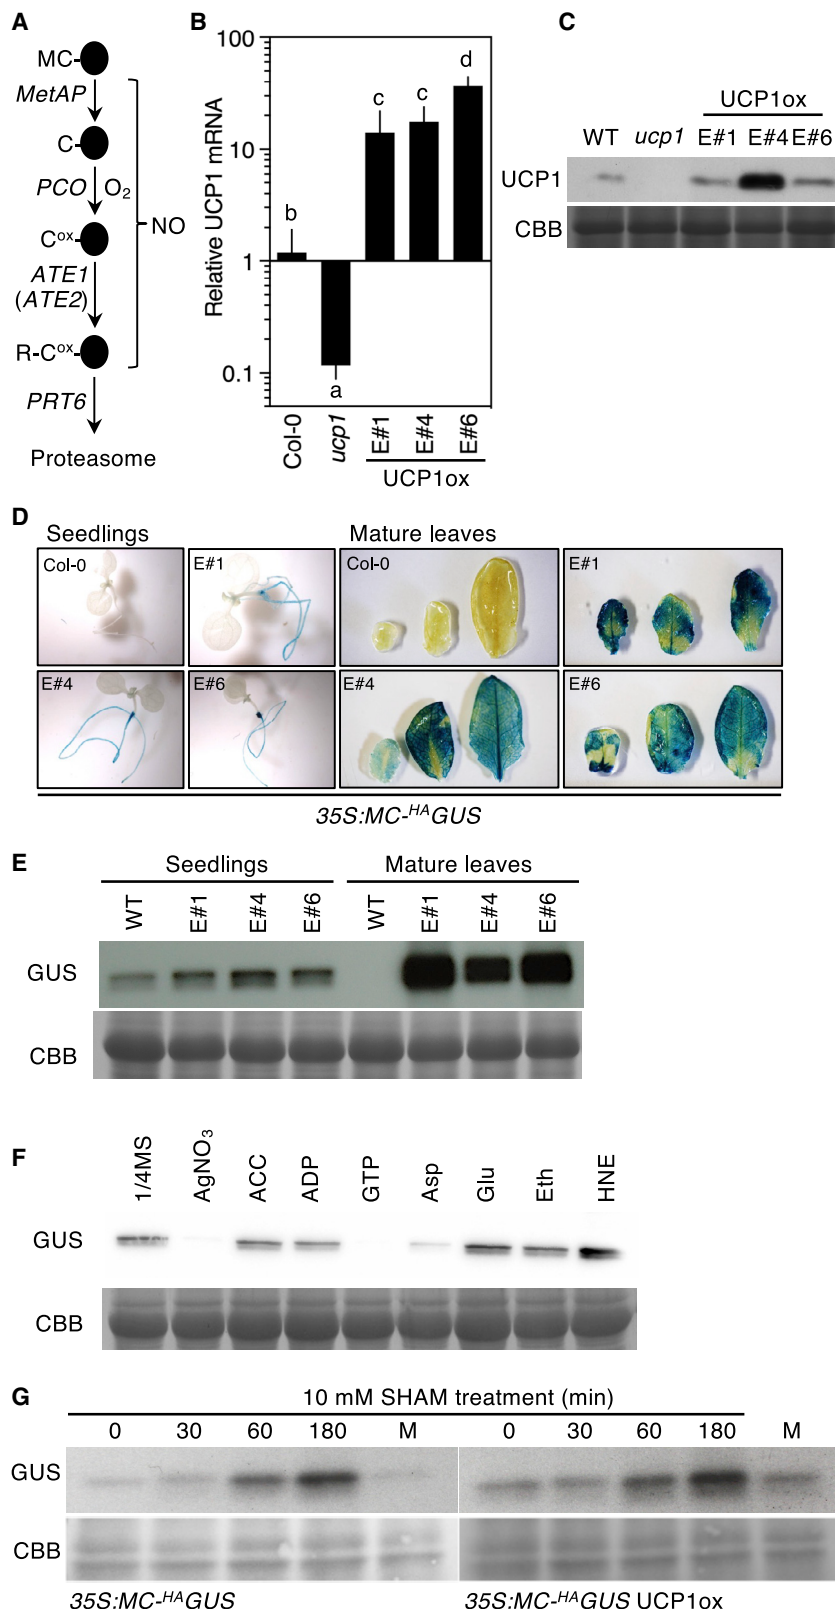 A
MC-
MetAP
C-
PCO O₂
Cᵒˣ-
NO
ATE1
(ATE2)
R-Cᵒˣ-
PRT6
Proteasome
B
Relative UCP1 mRNA
100
10
1
0.1
b
a
c
c
d
Col-0
ucp1
E#1
E#4
E#6
UCP1ox
C
UCP1ox
WT ucp1 E#1 E#4 E#6
UCP1
CBB
D
Seedlings Mature leaves
Col-0 E#1 Col-0 E#1
E#4 E#6 E#4 E#6
35S:MC-ᴴᴬGUS
E
Seedlings Mature leaves
WT E#1 E#4 E#6 WT E#1 E#4 E#6
GUS
CBB
F
1/4MS AgNO₃ ACC ADP GTP Asp Glu Eth HNE
GUS
CBB
G
10 mM SHAM treatment (min)
0 30 60 180 M 0 30 60 180 M
GUS
CBB
35S:MC-ᴴᴬGUS 35S:MC-ᴴᴬGUS UCP1ox